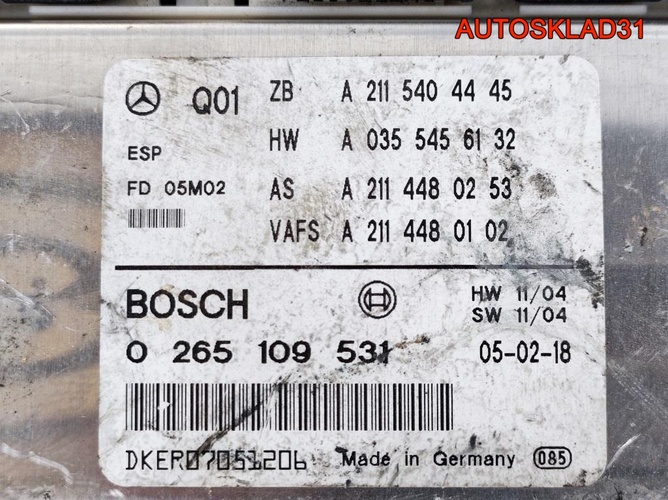 AUTOSKLAD31
Q01
ZB A 211 540 44 45
HW A 035 545 61 32
ESP
FD 05M02
AS A 211 448 02 53
VAFS A 211 448 01 02
BOSCH
HW 11/04
SW 11/04
0 265 109 531
05-02-18
DKER07051206 Made in Germany 085